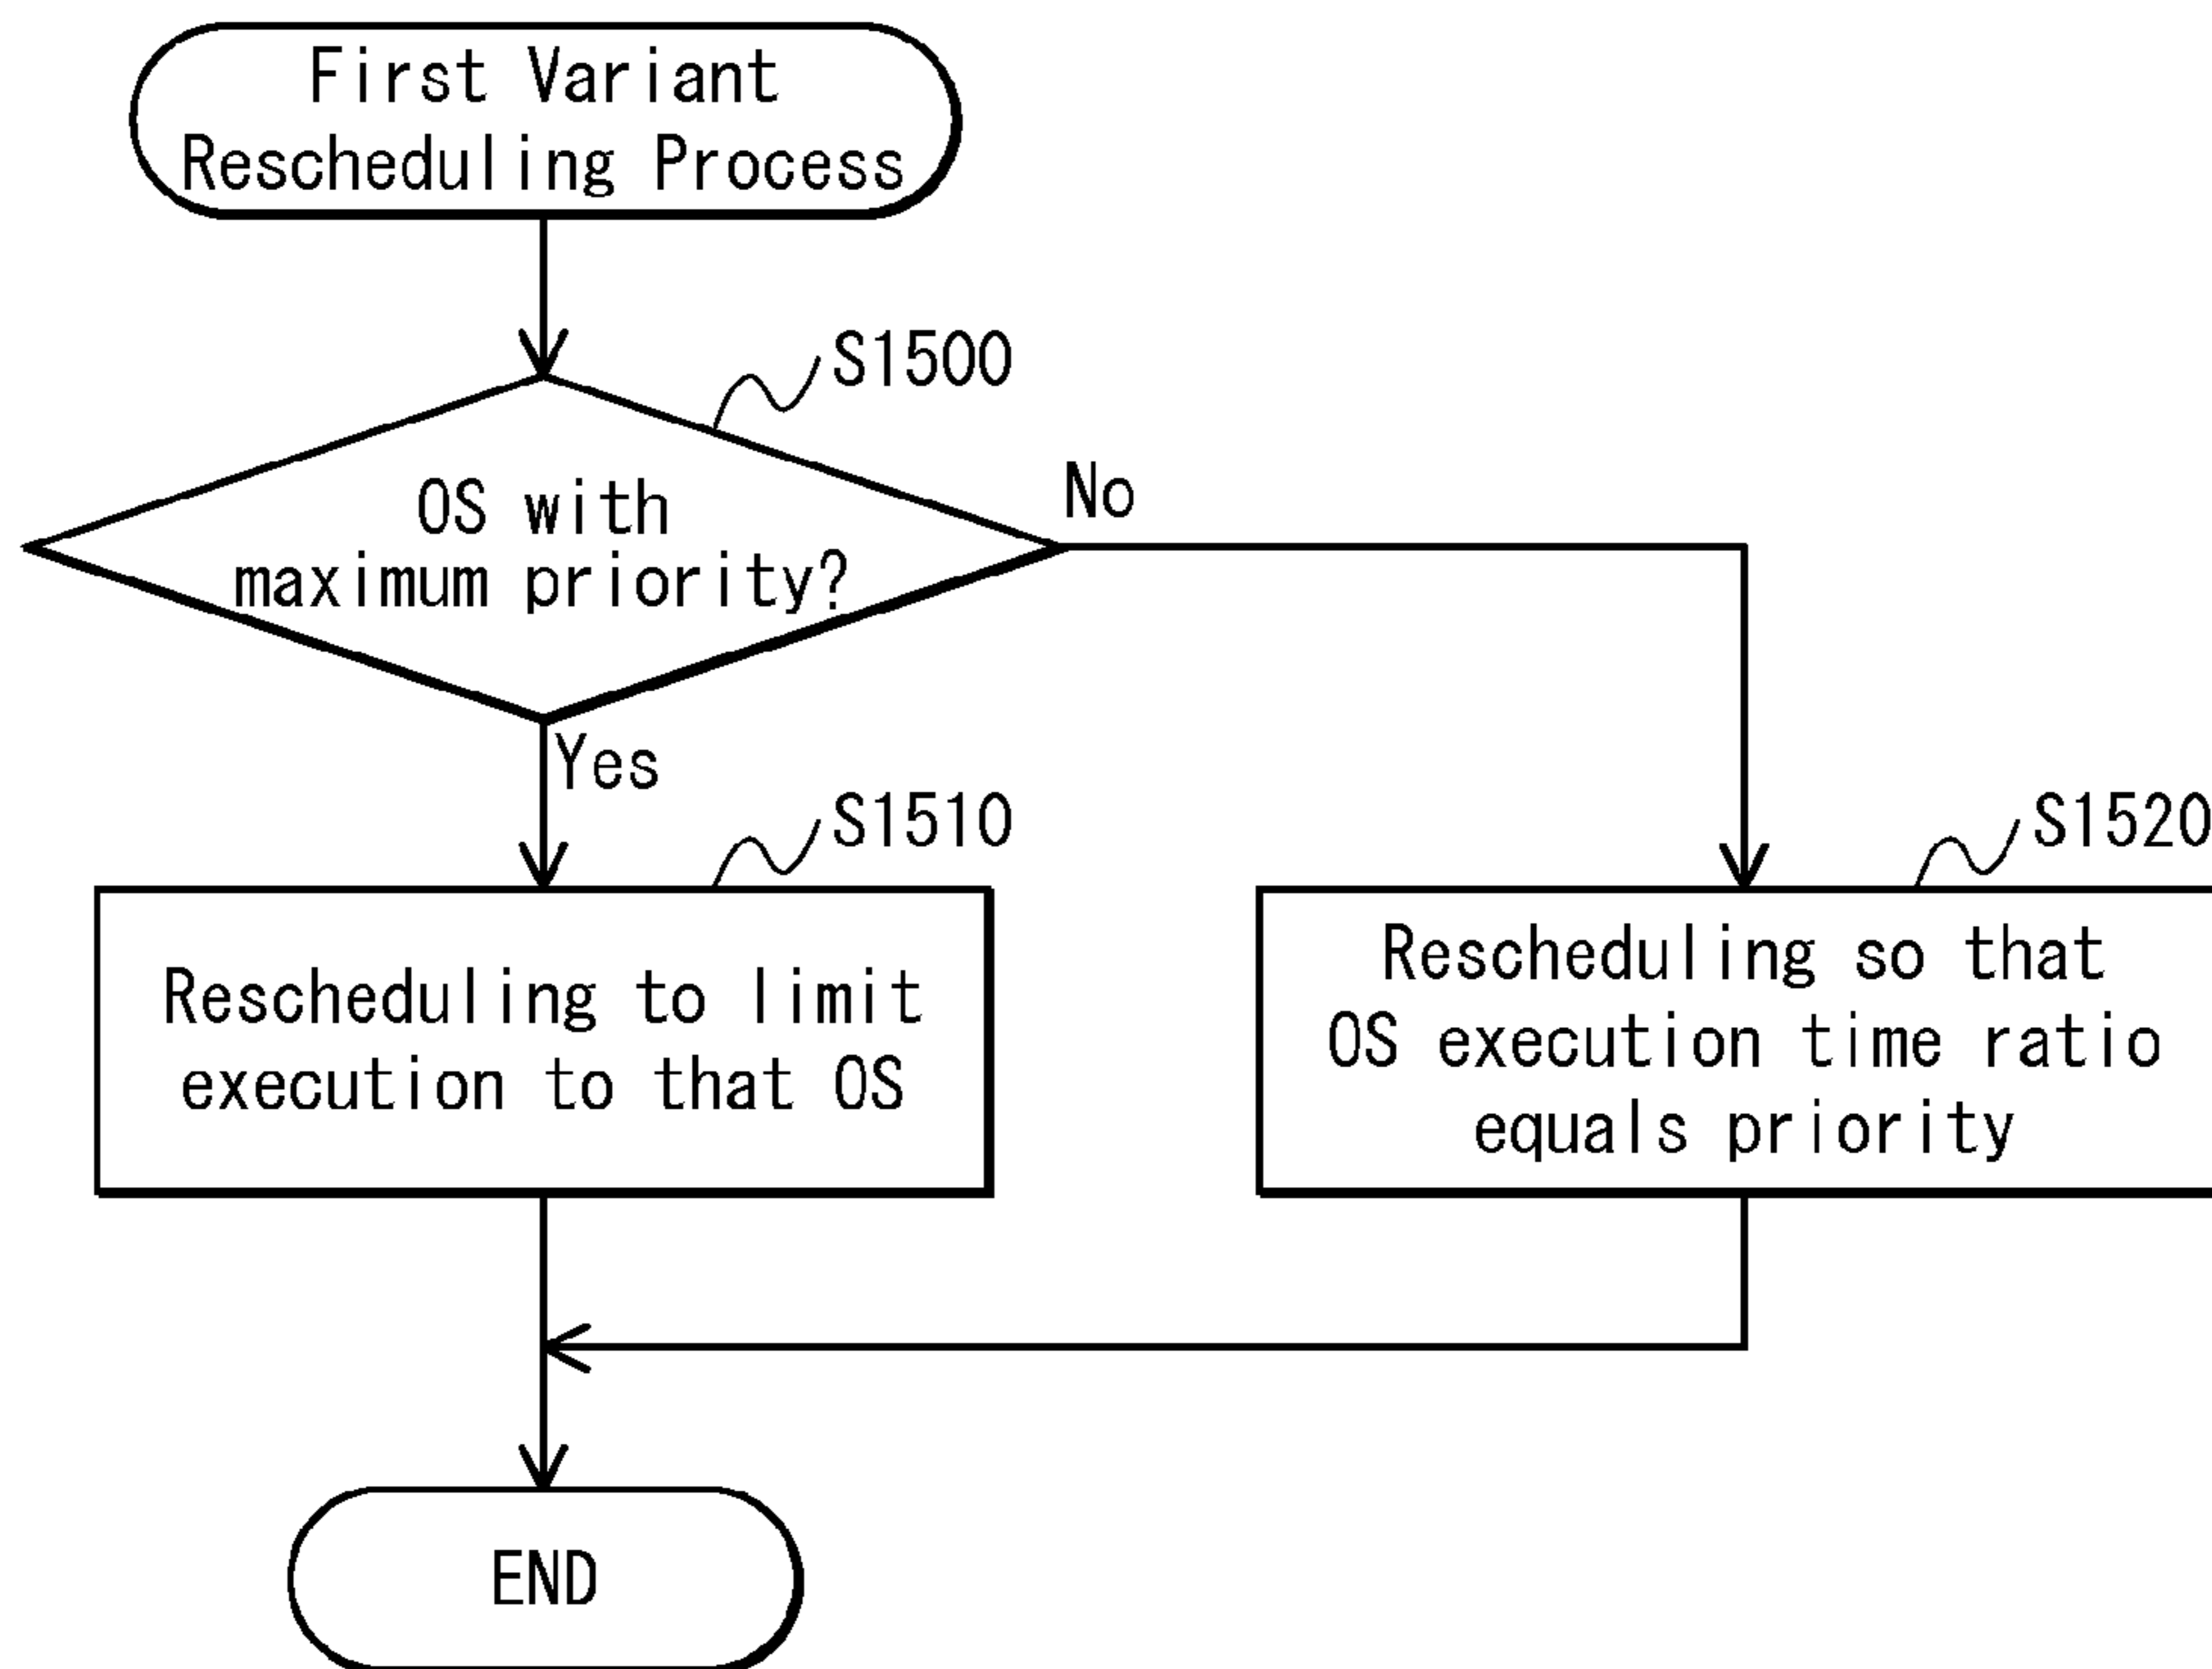 First Variant
Rescheduling Process
S1500
OS with
maximum priority?
No
Yes
S1510
Rescheduling to limit
execution to that OS
S1520
Rescheduling so that
OS execution time ratio
equals priority
END